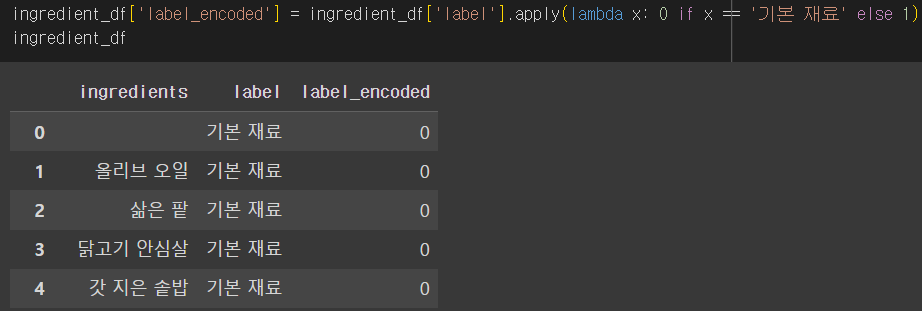 ingredient_df['label_encoded'] = ingredient_df['label'].apply(lambda x: 0 if x == '기본 재료' else 1)
ingredient_df
ingredients label label_encoded
0 기본 재료 0
1 올리브 오일 기본 재료 0
2 삶은 팥 기본 재료 0
3 닭고기 안심살 기본 재료 0
4 갓 지은 솥밥 기본 재료 0